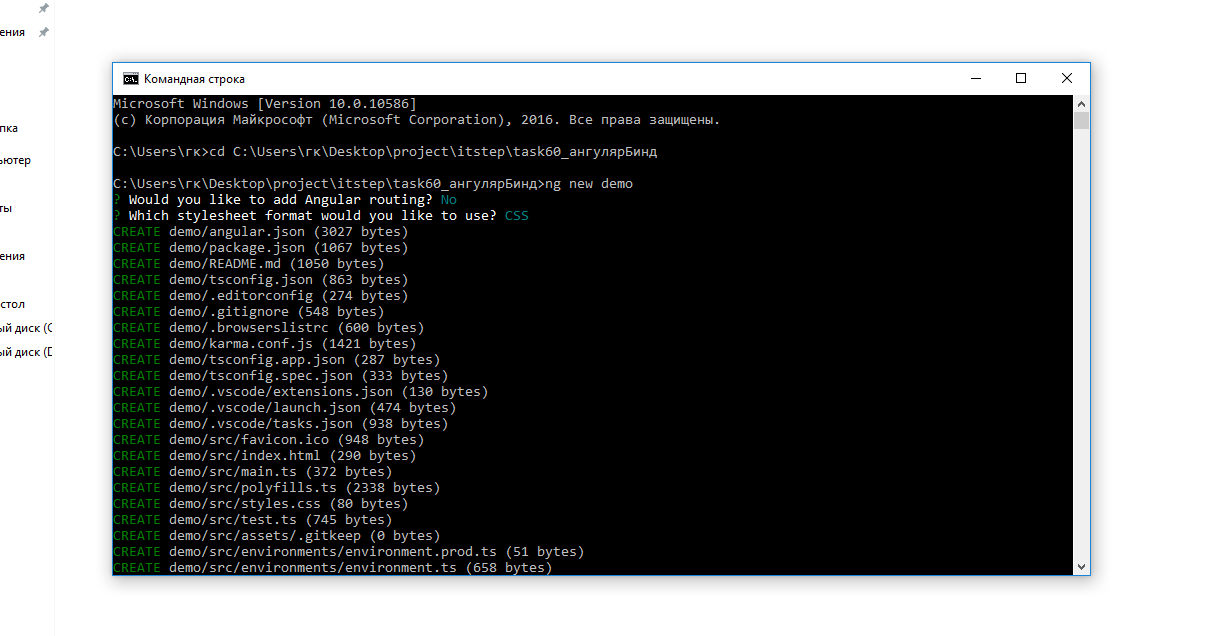 ения
пка
ьютер
ты
ения
стол
ый диск (C
ый диск (D
Командная строка
Microsoft Windows [Version 10.0.10586]
(c) Корпорация Майкрософт (Microsoft Corporation), 2016. Все права защищены.
C:\Users\гк>cd C:\Users\гк\Desktop\project\itstep\task60_ангулярБинд
C:\Users\гк\Desktop\project\itstep\task60_ангулярБинд>ng new demo
? Would you like to add Angular routing? No
? Which stylesheet format would you like to use? CSS
CREATE demo/angular.json (3027 bytes)
CREATE demo/package.json (1067 bytes)
CREATE demo/README.md (1050 bytes)
CREATE demo/tsconfig.json (863 bytes)
CREATE demo/.editorconfig (274 bytes)
CREATE demo/.gitignore (548 bytes)
CREATE demo/.browserslistrc (600 bytes)
CREATE demo/karma.conf.js (1421 bytes)
CREATE demo/tsconfig.app.json (287 bytes)
CREATE demo/tsconfig.spec.json (333 bytes)
CREATE demo/.vscode/extensions.json (130 bytes)
CREATE demo/.vscode/launch.json (474 bytes)
CREATE demo/.vscode/tasks.json (938 bytes)
CREATE demo/src/favicon.ico (948 bytes)
CREATE demo/src/index.html (290 bytes)
CREATE demo/src/main.ts (372 bytes)
CREATE demo/src/polyfills.ts (2338 bytes)
CREATE demo/src/styles.css (80 bytes)
CREATE demo/src/test.ts (745 bytes)
CREATE demo/src/assets/.gitkeep (0 bytes)
CREATE demo/src/environments/environment.prod.ts (51 bytes)
CREATE demo/src/environments/environment.ts (658 bytes)